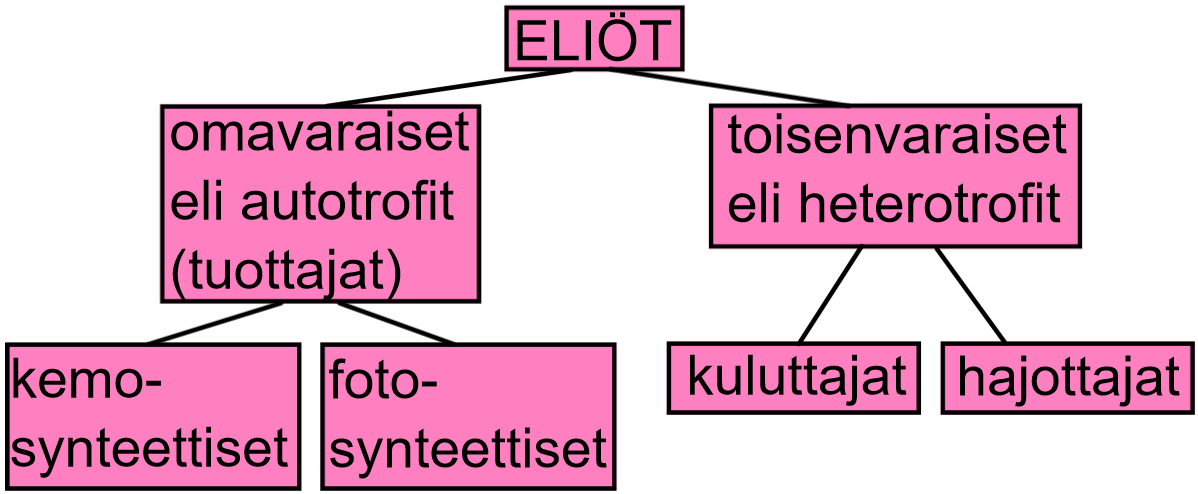 ELIÖT
omavaraiset
eli autotrofit
(tuottajat)
toisenvaraiset
eli heterotrofit
kemo-
synteettiset
foto-
synteettiset
kuluttajat
hajottajat